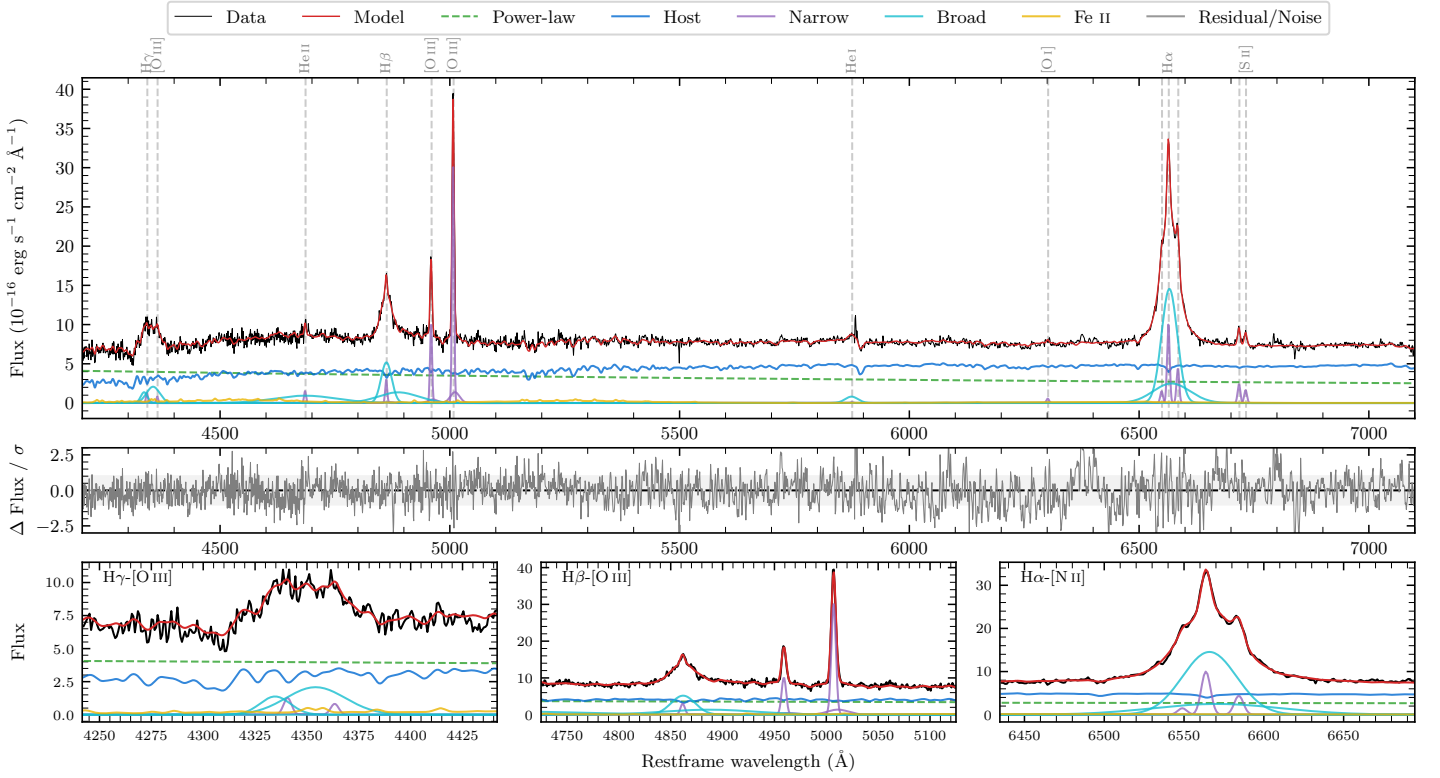 Data Model Power-law Host Narrow Broad Fe II Residual/Noise
Hγ [O III] He II Hβ [O III] [O III] He I [O I] Hα [S II]
Flux (10⁻¹⁶ erg s⁻¹ cm⁻² Å⁻¹)
40
35
30
25
20
15
10
5
0
4500 5000 5500 6000 6500 7000
Δ Flux / σ
2.5
0.0
−2.5
4500 5000 5500 6000 6500 7000
Flux
Hγ-[O III]
10.0
7.5
5.0
2.5
0.0
4250 4275 4300 4325 4350 4375 4400 4425
Hβ-[O III]
40
30
20
10
0
4750 4800 4850 4900 4950 5000 5050 5100
Hα-[N II]
30
20
10
0
6450 6500 6550 6600 6650
Restframe wavelength (Å)